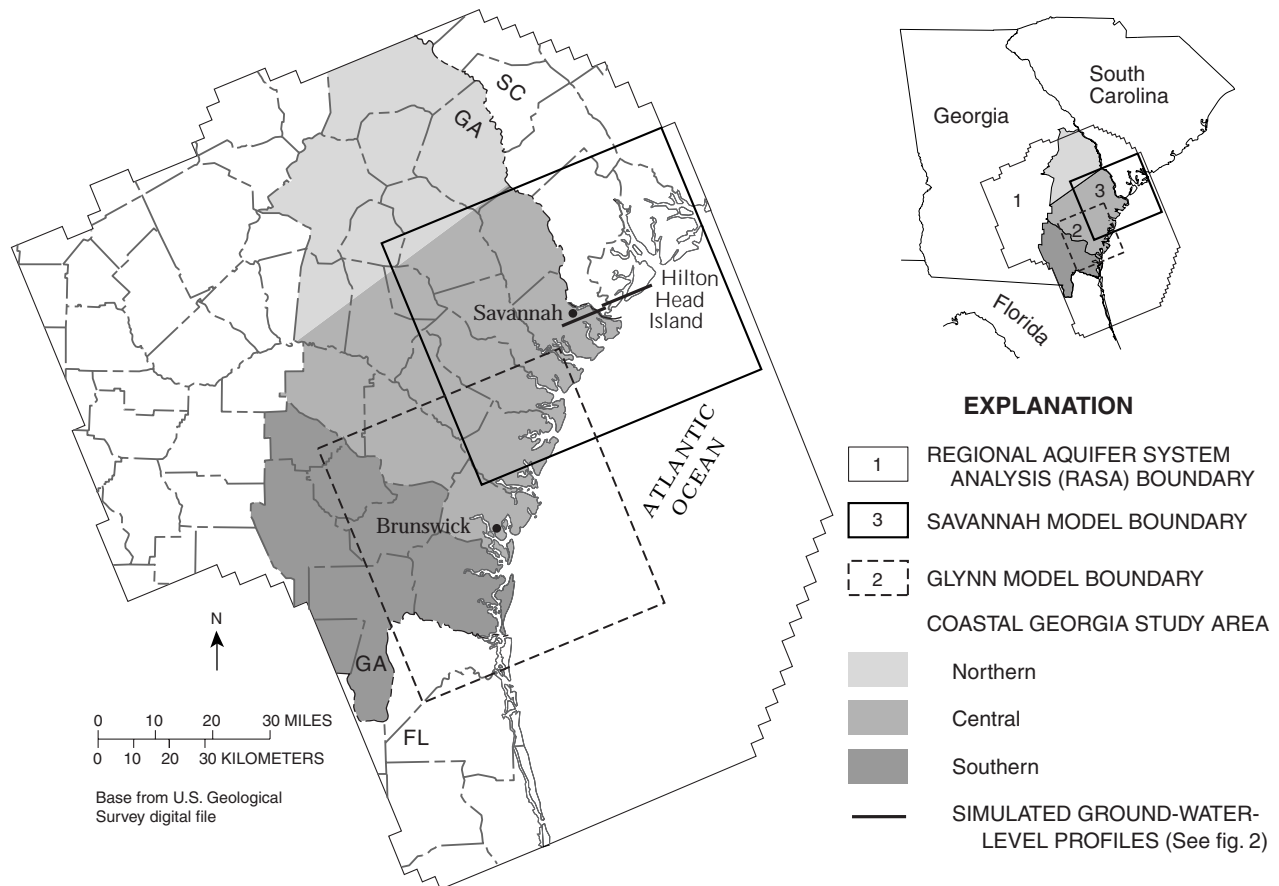 SC
GA
Savannah
Hilton
Head
Island
ATLANTIC
OCEAN
Brunswick
N
GA
FL
0 10 20 30 MILES
0 10 20 30 KILOMETERS
Base from U.S. Geological
Survey digital file
South
Carolina
Georgia
1
3
2
Florida
EXPLANATION
1 REGIONAL AQUIFER SYSTEM
ANALYSIS (RASA) BOUNDARY
3 SAVANNAH MODEL BOUNDARY
2 GLYNN MODEL BOUNDARY
COASTAL GEORGIA STUDY AREA
Northern
Central
Southern
SIMULATED GROUND-WATER-
LEVEL PROFILES (See fig. 2)